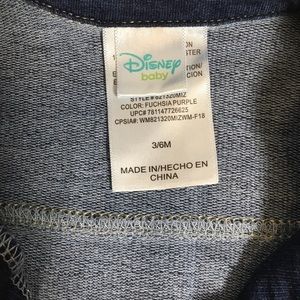 Disney
baby
STYLE# 821320MIZ
COLOR: FUCHSIA PURPLE
UPC# 781147726625
CPSIA#: WM821320MIZWM-F18
3/6M
MADE IN/HECHO EN
CHINA